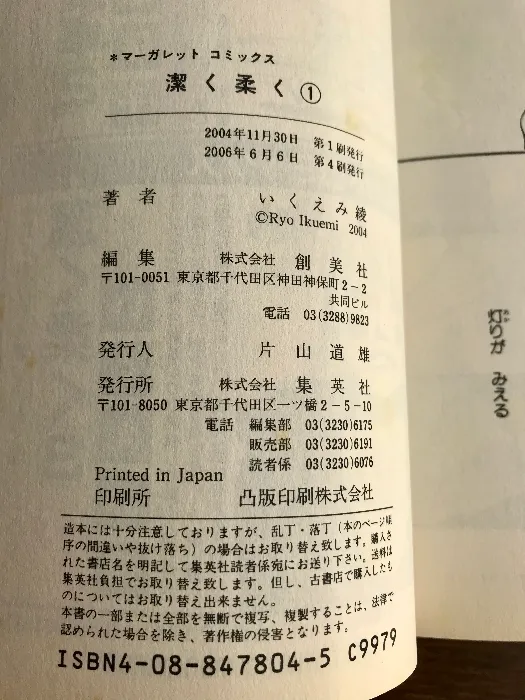 *マーガレット コミックス
潔く柔く①
2004年11月30日 第1刷発行
2006年6月6日 第4刷発行
著者 いくえみ綾
©Ryo Ikuemi 2004
編集 株式会社 創美社
〒101-0051 東京都千代田区神田神保町2-2
共同ビル
電話 03(3288)9823
発行人 片山道雄
発行所 株式会社 集英社
〒101-8050 東京都千代田区一ツ橋2-5-10
電話 編集部 03(3230)6175
販売部 03(3230)6191
読者係 03(3230)6076
Printed in Japan
印刷所 凸版印刷株式会社
造本には十分注意しておりますが、乱丁・落丁(本のページ順
序の間違いや抜け落ち)の場合はお取り替え致します。購入さ
れた書店名を明記して集英社読者係宛にお送り下さい。送料は
集英社負担でお取り替え致します。但し、古書店で購入したも
のについてはお取り替え出来ません。
本書の一部または全部を無断で複写、複製することは、法律で
認められた場合を除き、著作権の侵害となります。
ISBN4-08-847804-5 C9979
灯りが みえる